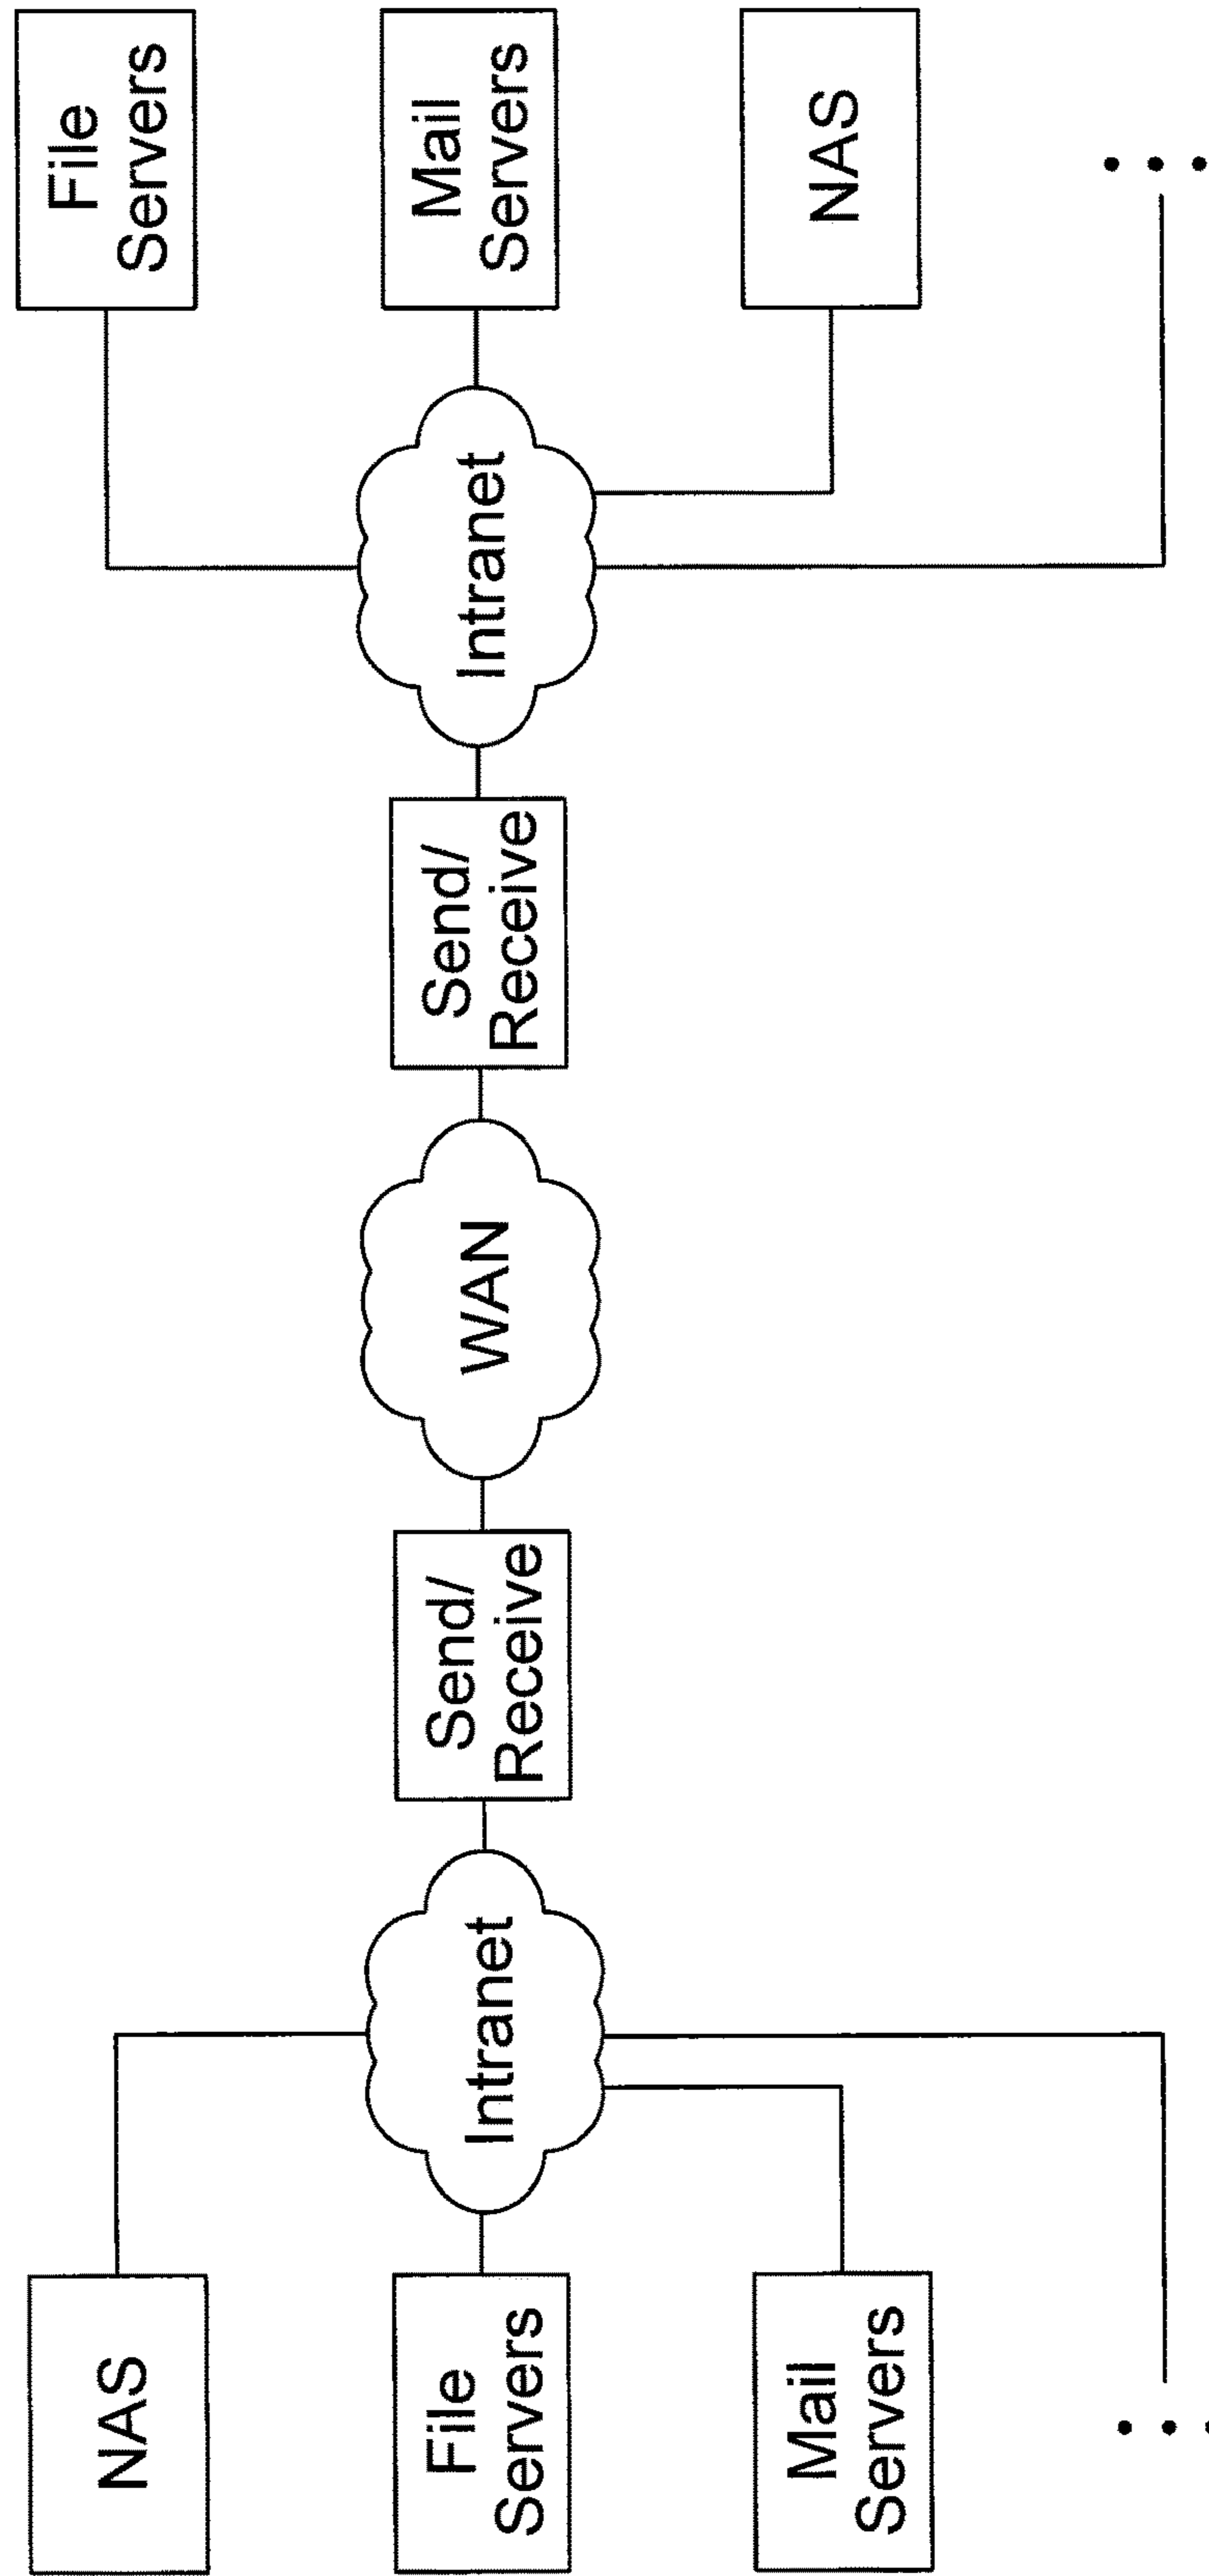 NAS
File
Servers
Mail
Servers
Intranet
Send/
Receive
WAN
Send/
Receive
Intranet
File
Servers
Mail
Servers
NAS